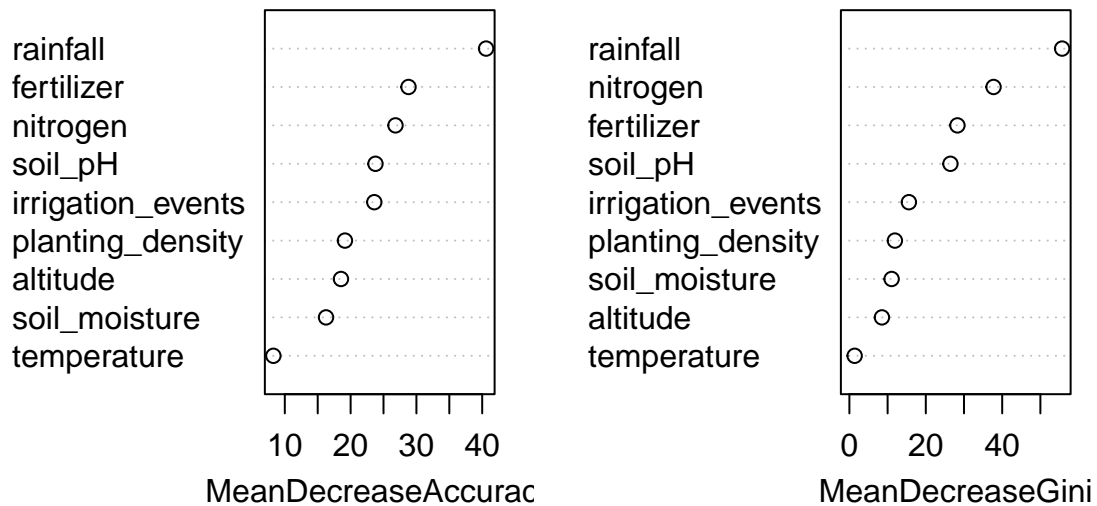 rainfall
fertilizer
nitrogen
soil_pH
irrigation_events
planting_density
altitude
soil_moisture
temperature
10 20 30 40
MeanDecreaseAccurac
rainfall
nitrogen
fertilizer
soil_pH
irrigation_events
planting_density
soil_moisture
altitude
temperature
0 20 40
MeanDecreaseGini